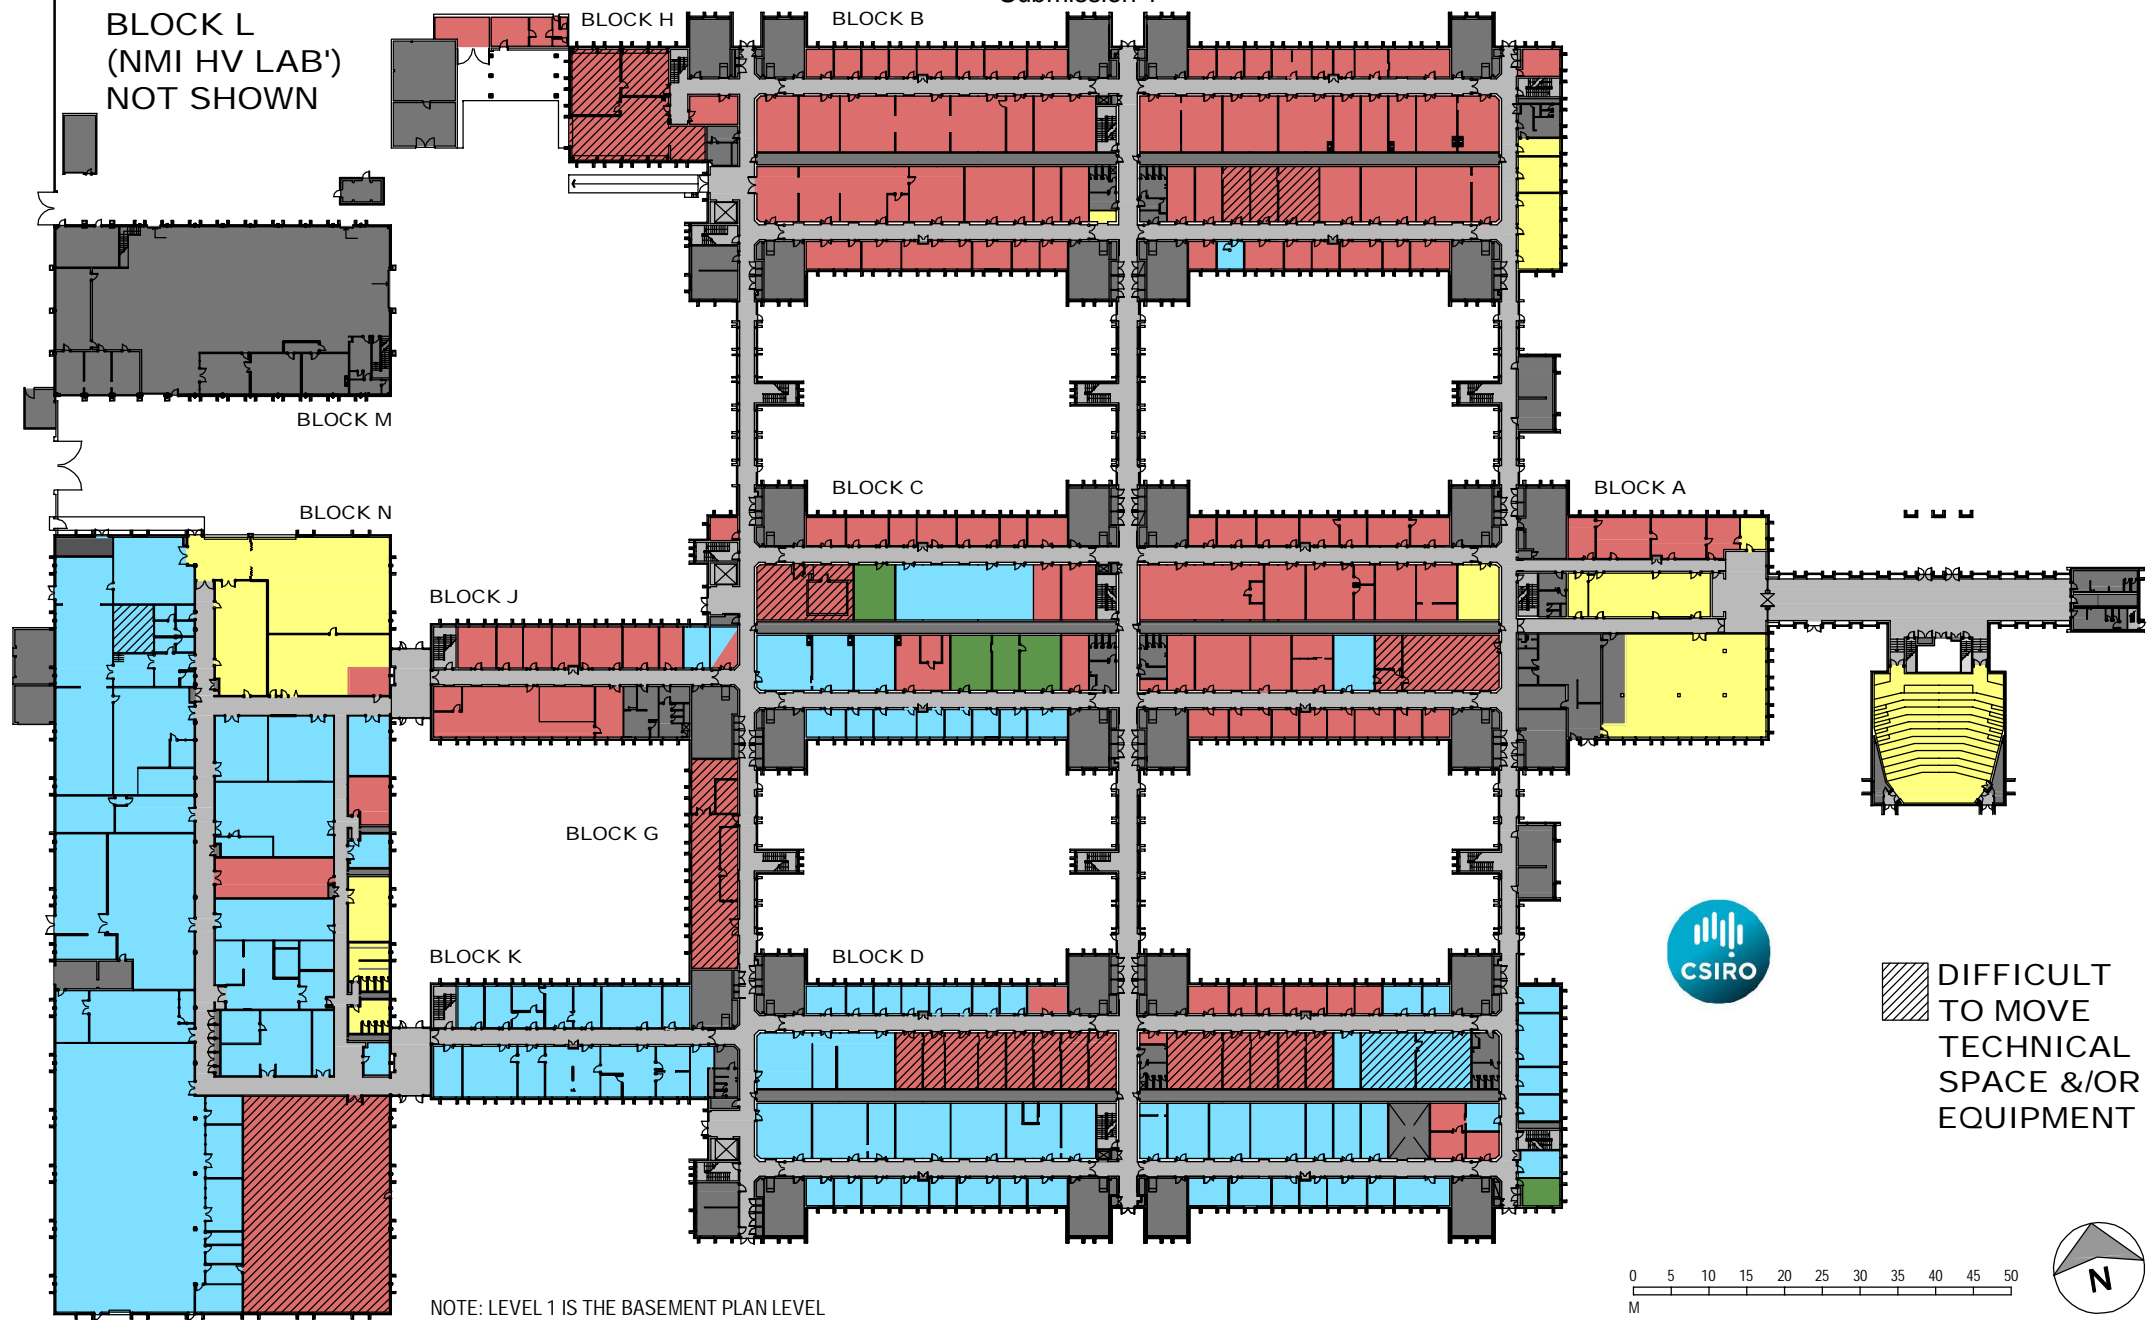 BLOCK L
(NMI HV LAB')
NOT SHOWN
BLOCK H
BLOCK B
BLOCK M
BLOCK N
BLOCK C
BLOCK A
BLOCK J
BLOCK G
BLOCK K
BLOCK D
CSIRO
DIFFICULT
TO MOVE
TECHNICAL
SPACE &/OR
EQUIPMENT
0 5 10 15 20 25 30 35 40 45 50
M
N
NOTE: LEVEL 1 IS THE BASEMENT PLAN LEVEL